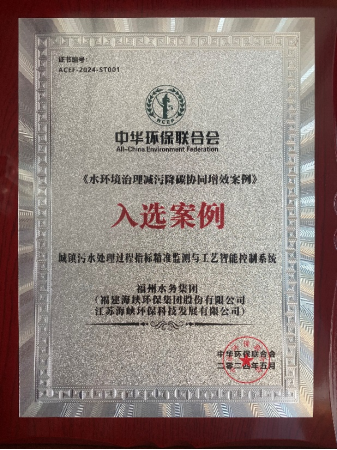 证书编号:
ACEF-2024-ST001
ACEF
中华环保联合会
All-China Environment Federation
《水环境治理减污降碳协同增效案例》
入选案例
城镇污水处理过程指标精准监测与工艺智能控制系统
福州水务集团
(福建海峡环保集团股份有限公司
江苏海峡环保科技发展有限公司)
中华环保联合会
二零二四年五月